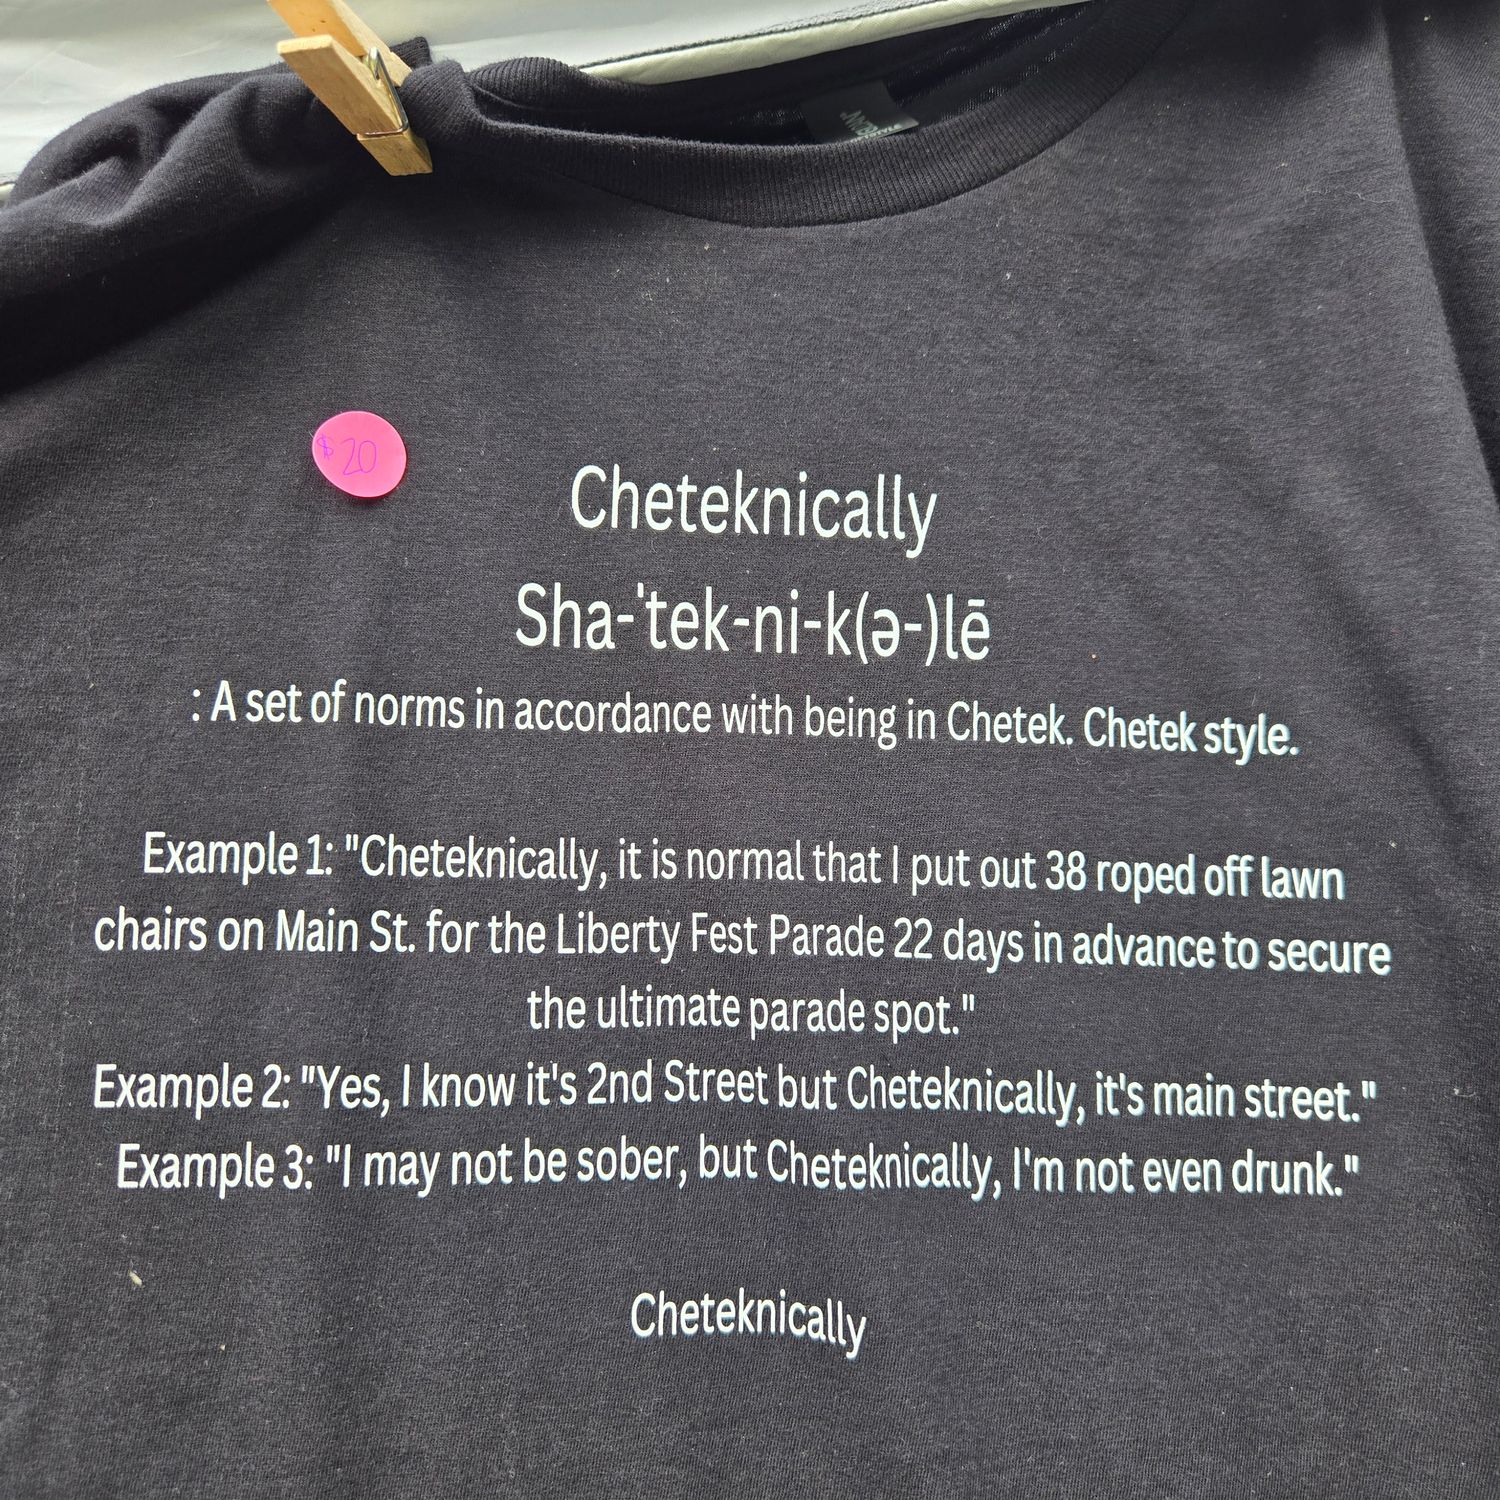 $20
Cheteknically
Sha-'tek-ni-k(ə-)lē
: A set of norms in accordance with being in Chetek. Chetek style.
Example 1: "Cheteknically, it is normal that I put out 38 roped off lawn
chairs on Main St. for the Liberty Fest Parade 22 days in advance to secure
the ultimate parade spot."
Example 2: "Yes, I know it's 2nd Street but Cheteknically, it's main street."
Example 3: "I may not be sober, but Cheteknically, I'm not even drunk."
Cheteknically